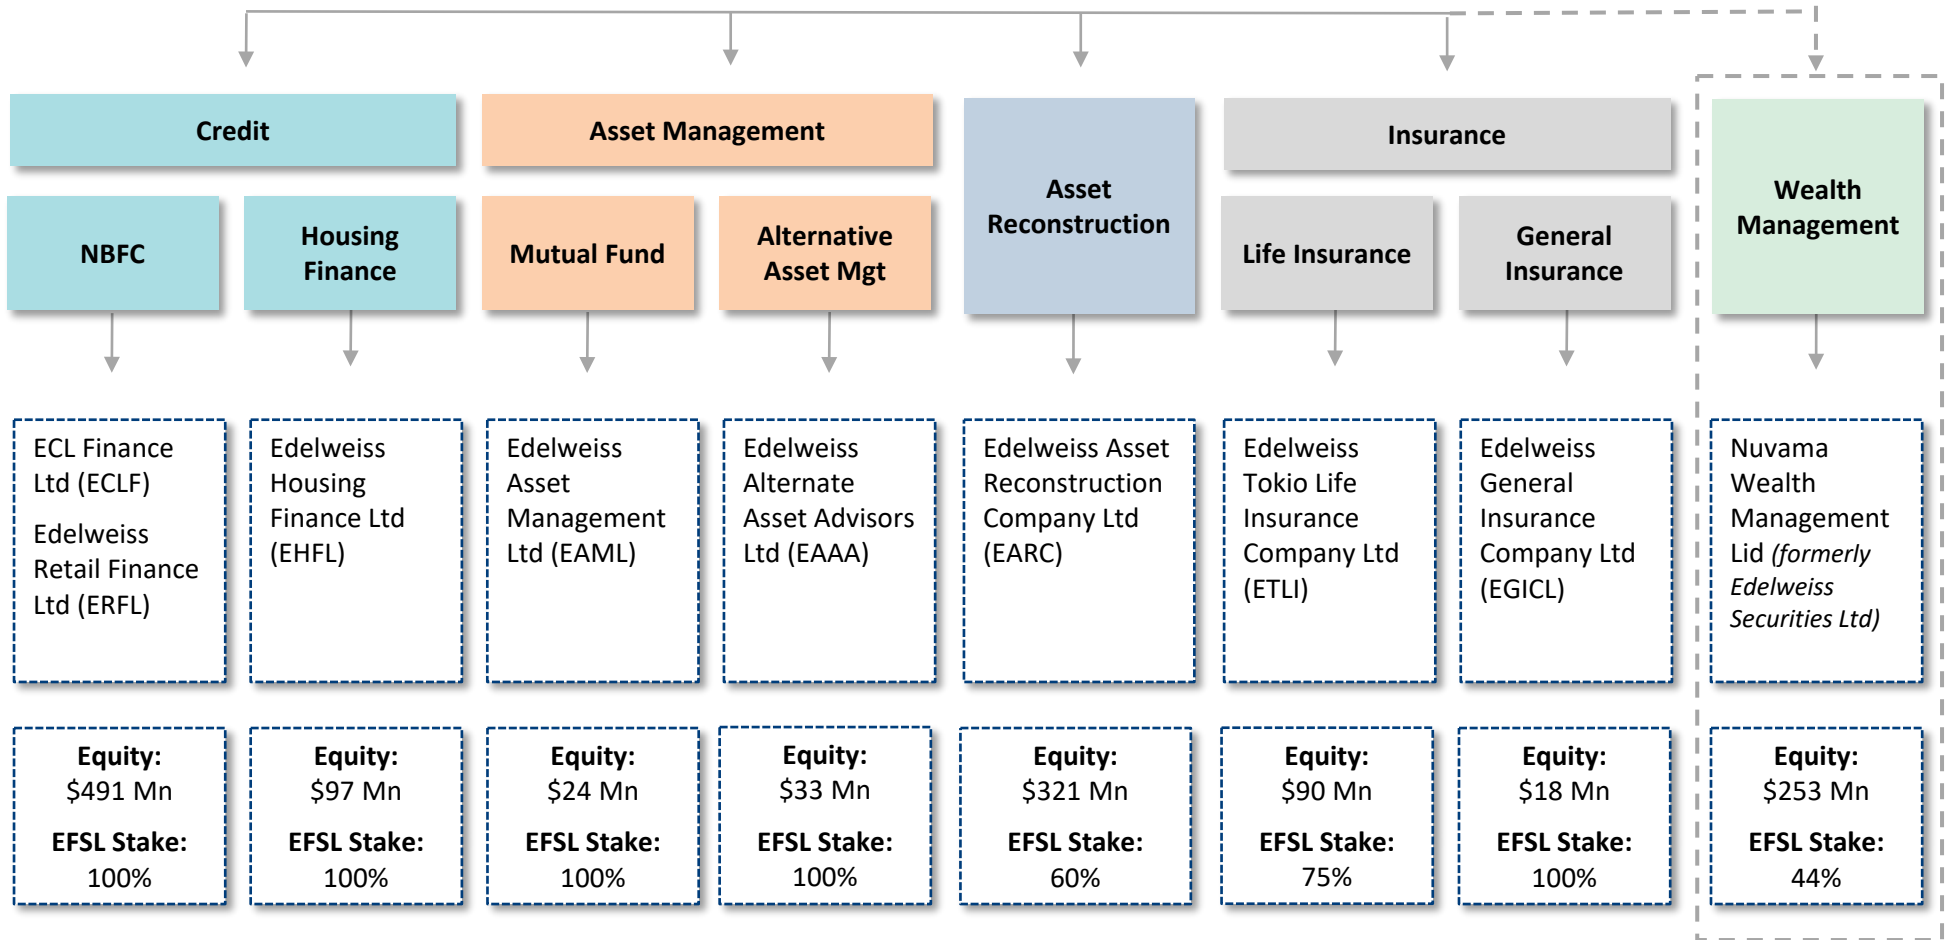 Credit
Asset Management
Asset
Reconstruction
Insurance
Wealth
Management
NBFC
Housing
Finance
Mutual Fund
Alternative
Asset Mgt
Life Insurance
General
Insurance
ECL Finance
Ltd (ECLF)
Edelweiss
Retail Finance
Ltd (ERFL)
Edelweiss
Housing
Finance Ltd
(EHFL)
Edelweiss
Asset
Management
Ltd (EAML)
Edelweiss
Alternate
Asset Advisors
Ltd (EAAA)
Edelweiss Asset
Reconstruction
Company Ltd
(EARC)
Edelweiss
Tokio Life
Insurance
Company Ltd
(ETLI)
Edelweiss
General
Insurance
Company Ltd
(EGICL)
Nuvama
Wealth
Management
Lid (formerly
Edelweiss
Securities Ltd)
Equity:
$491 Mn
EFSL Stake:
100%
Equity:
$97 Mn
EFSL Stake:
100%
Equity:
$24 Mn
EFSL Stake:
100%
Equity:
$33 Mn
EFSL Stake:
100%
Equity:
$321 Mn
EFSL Stake:
60%
Equity:
$90 Mn
EFSL Stake:
75%
Equity:
$18 Mn
EFSL Stake:
100%
Equity:
$253 Mn
EFSL Stake:
44%